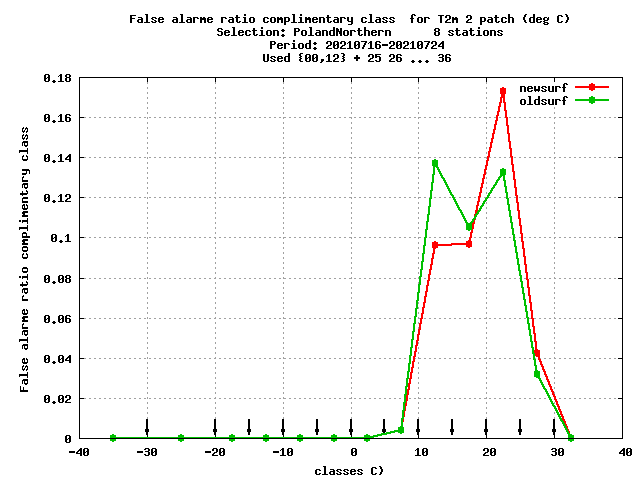 False alarme ratio complimentary class  for T2m 2 patch (deg C)
Selection: PolandNorthern      8 stations
Period: 20210716-20210724
Used {00,12} + 25 26 ... 36
newsurf
oldsurf
False alarme ratio complimentary class
0.18
0.16
0.14
0.12
0.1
0.08
0.06
0.04
0.02
0
-40 -30 -20 -10 0 10 20 30 40
classes C)